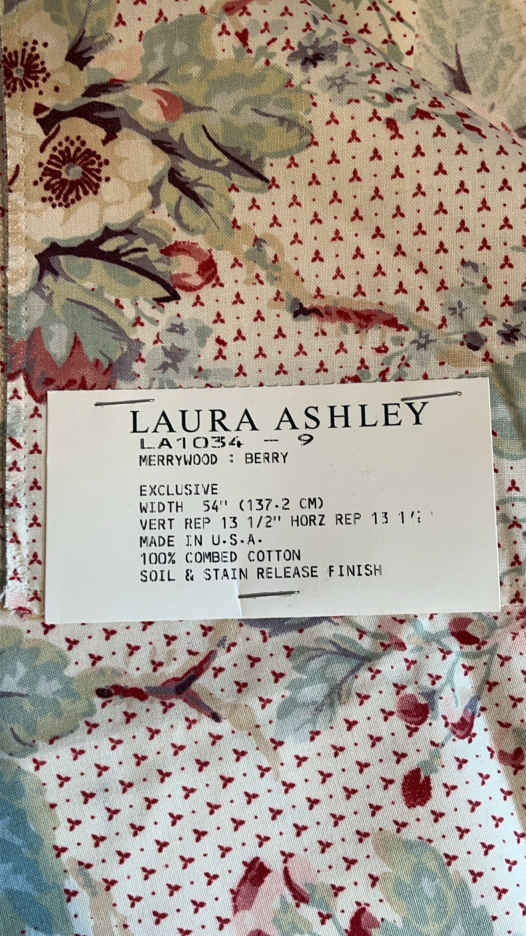 LAURA ASHLEY
LA1034 - 9
MERRYWOOD : BERRY
EXCLUSIVE
WIDTH 54" (137.2 CM)
VERT REP 13 1/2" HORZ REP 13
MADE IN U.S.A.
100% COMBED COTTON
SOIL & STAIN RELEASE FINISH